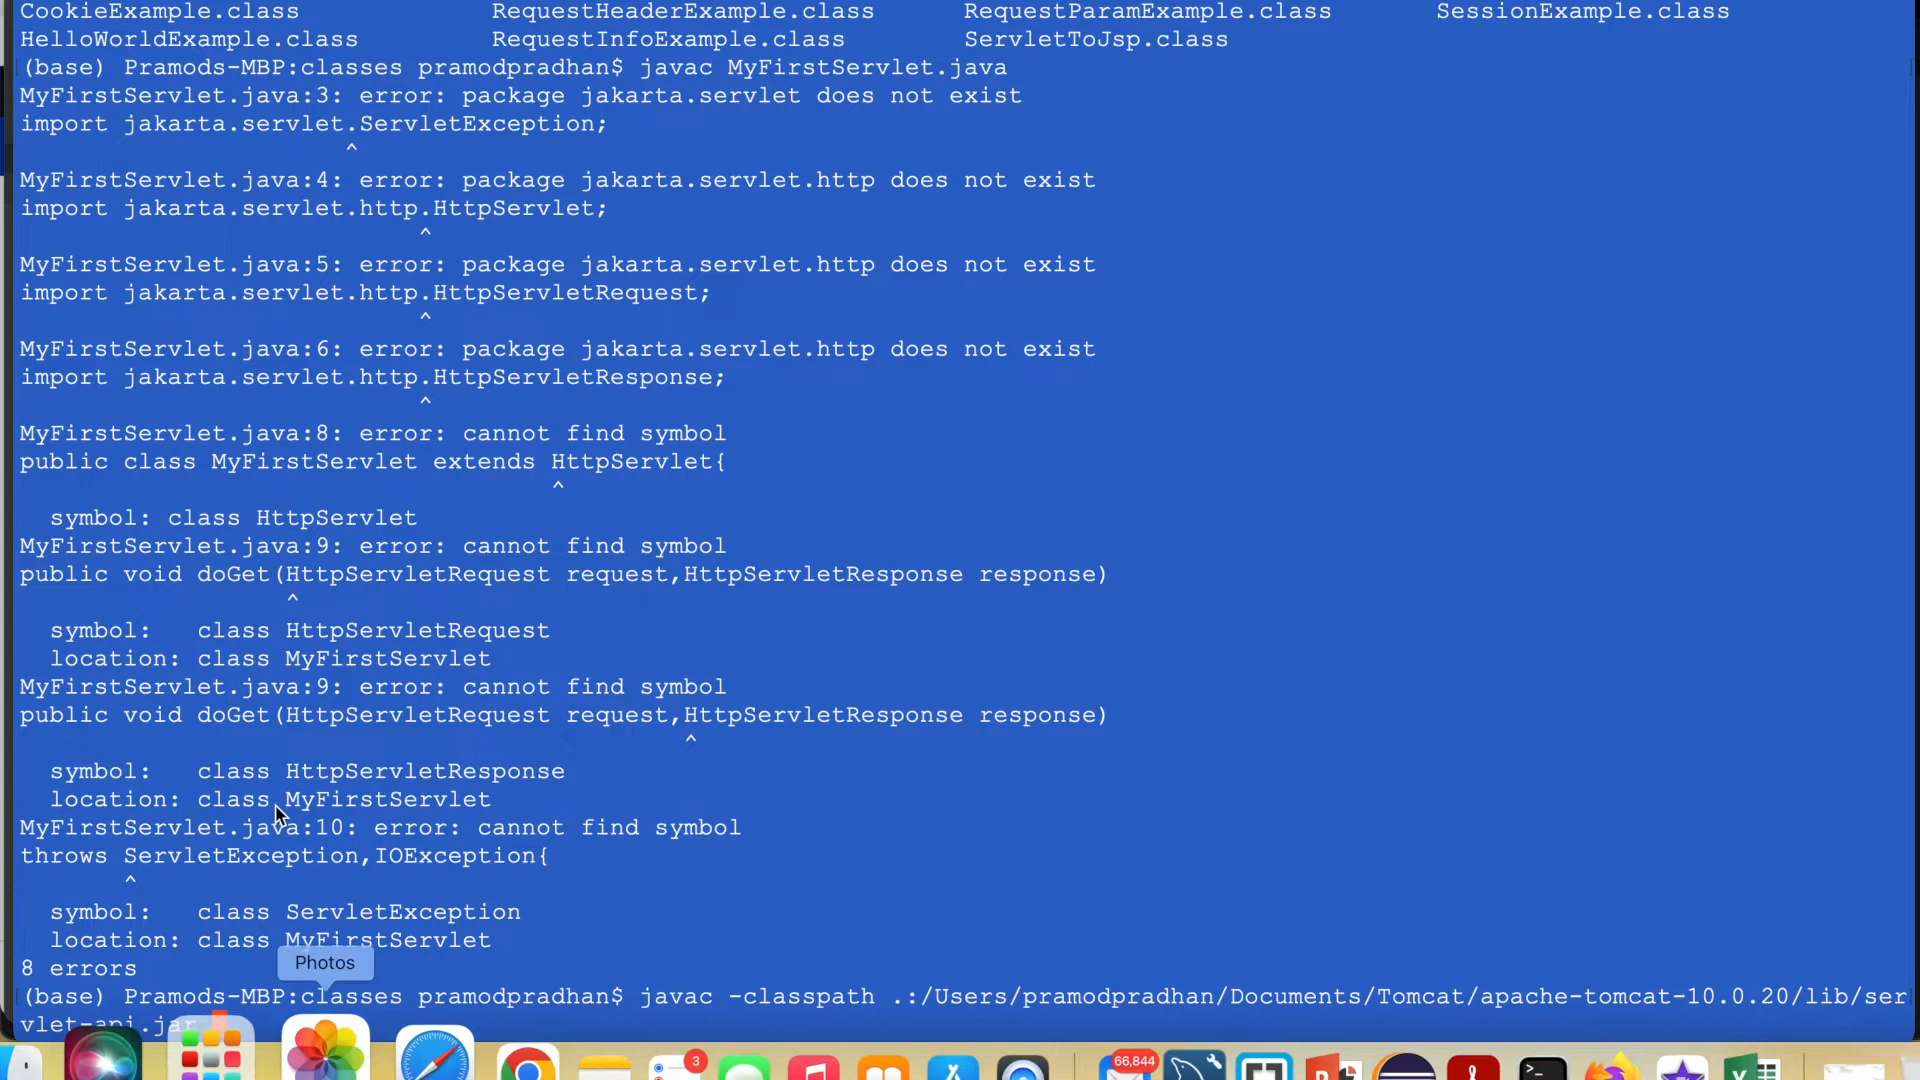 CookieExample.class RequestHeaderExample.class RequestParamExample.class SessionExample.class
HelloWorldExample.class RequestInfoExample.class ServletToJsp.class
(base) Pramods-MBP:classes pramodpradhan$ javac MyFirstServlet.java
MyFirstServlet.java:3: error: package jakarta.servlet does not exist
import jakarta.servlet.ServletException;
^
MyFirstServlet.java:4: error: package jakarta.servlet.http does not exist
import jakarta.servlet.http.HttpServlet;
^
MyFirstServlet.java:5: error: package jakarta.servlet.http does not exist
import jakarta.servlet.http.HttpServletRequest;
^
MyFirstServlet.java:6: error: package jakarta.servlet.http does not exist
import jakarta.servlet.http.HttpServletResponse;
^
MyFirstServlet.java:8: error: cannot find symbol
public class MyFirstServlet extends HttpServlet{
^
symbol: class HttpServlet
MyFirstServlet.java:9: error: cannot find symbol
public void doGet(HttpServletRequest request,HttpServletResponse response)
^
symbol: class HttpServletRequest
location: class MyFirstServlet
MyFirstServlet.java:9: error: cannot find symbol
public void doGet(HttpServletRequest request,HttpServletResponse response)
^
symbol: class HttpServletResponse
location: class MyFirstServlet
MyFirstServlet.java:10: error: cannot find symbol
throws ServletException,IOException{
^
symbol: class ServletException
location: class MyFirstServlet
8 errors
Photos
(base) Pramods-MBP:classes pramodpradhan$ javac -classpath .:/Users/pramodpradhan/Documents/Tomcat/apache-tomcat-10.0.20/lib/ser
vlet-api.jar
3
66,844